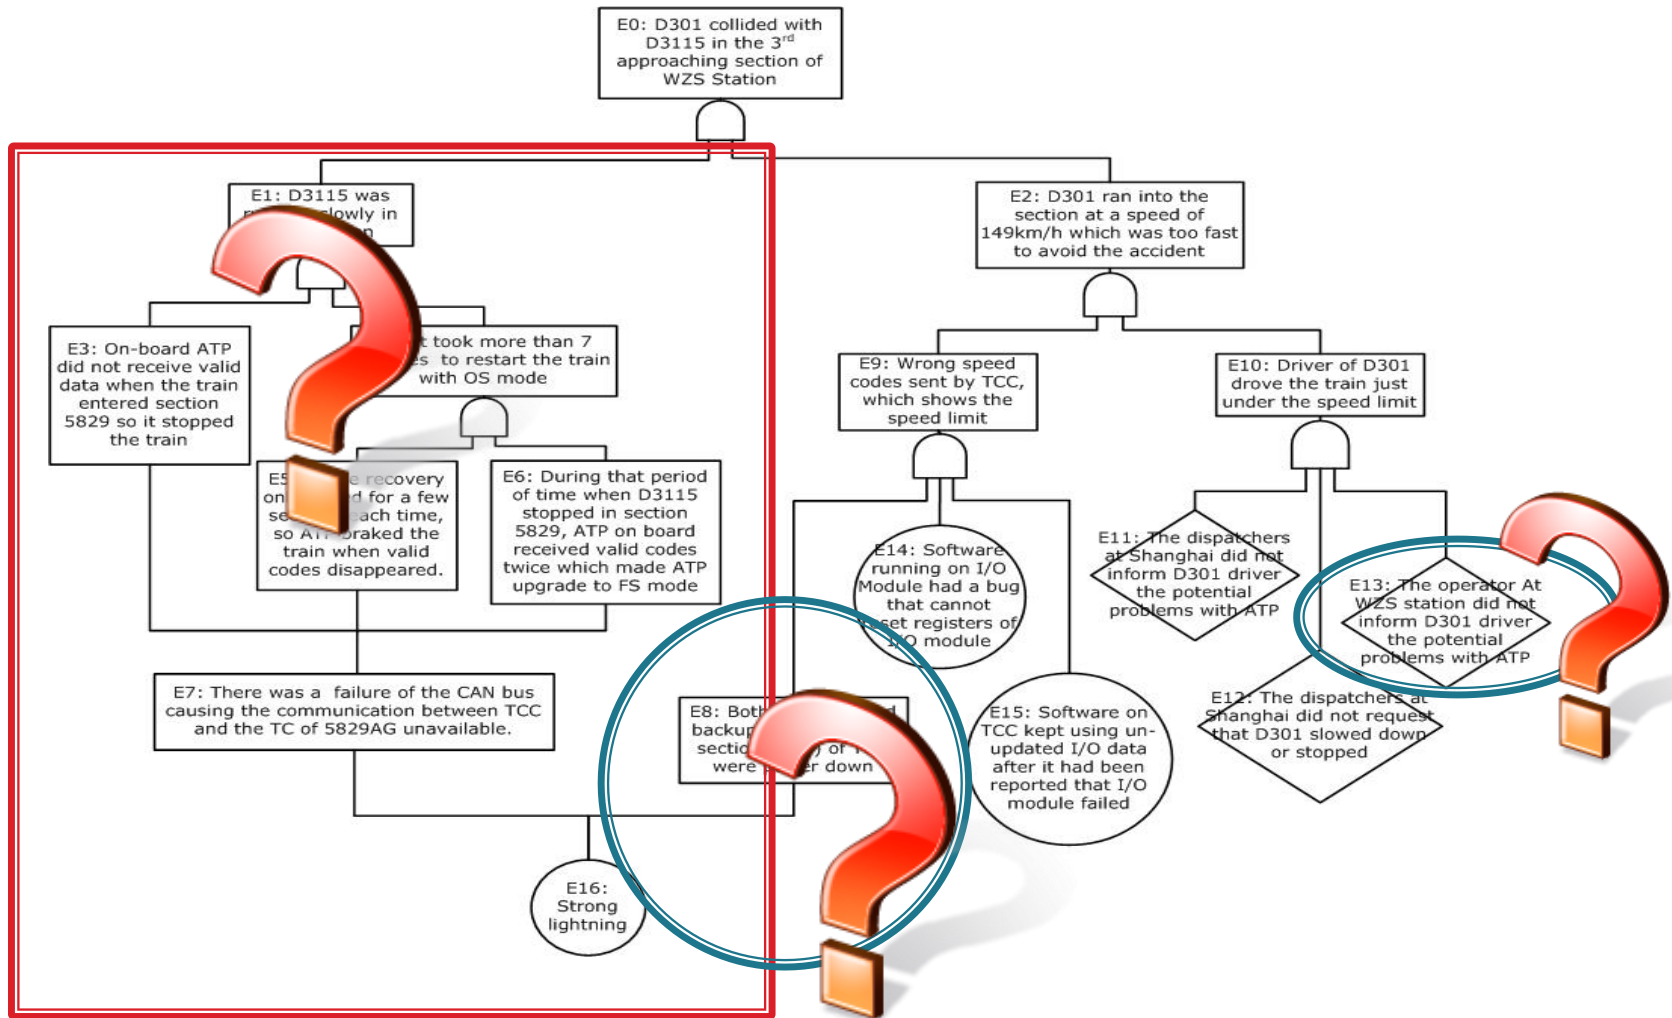 E0: D301 collided with
D3115 in the 3rd
approaching section of
WZS Station
E1: D3115 was
slowly in
E2: D301 ran into the
section at a speed of
149km/h which was too fast
to avoid the accident
E3: On-board ATP
did not receive valid
data when the train
entered section
5829 so it stopped
the train
took more than 7
to restart the train
with OS mode
E9: Wrong speed
codes sent by TCC,
which shows the
speed limit
E10: Driver of D301
drove the train just
under the speed limit
recovery
for a few
each time,
so ATP braked the
train when valid
codes disappeared.
E6: During that period
of time when D3115
stopped in section
5829, ATP on board
received valid codes
twice which made ATP
upgrade to FS mode
E14: Software
running on I/O
Module had a bug
that cannot
reset registers of
I/O module
E11: The dispatchers
at Shanghai did not
inform D301 driver
the potential
problems with ATP
E13: The operator At
WZS station did not
inform D301 driver
the potential
problems with ATP
E7: There was a failure of the CAN bus
causing the communication between TCC
and the TC of 5829AG unavailable.
E8: Both
backup
of
were down
E15: Software on
TCC kept using un-
updated I/O data
after it had been
reported that I/O
module failed
E12: The dispatchers at
Shanghai did not request
that D301 slowed down
or stopped
E16:
Strong
lightning